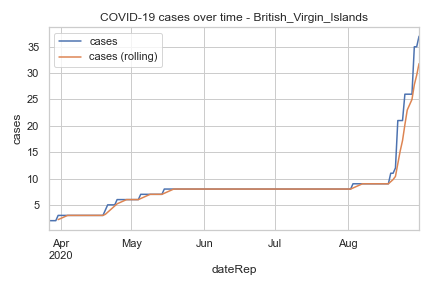 COVID-19 cases over time - British_Virgin_Islands
cases
cases (rolling)
cases
35
30
25
20
15
10
5
Apr
2020
May
Jun
Jul
Aug
dateRep